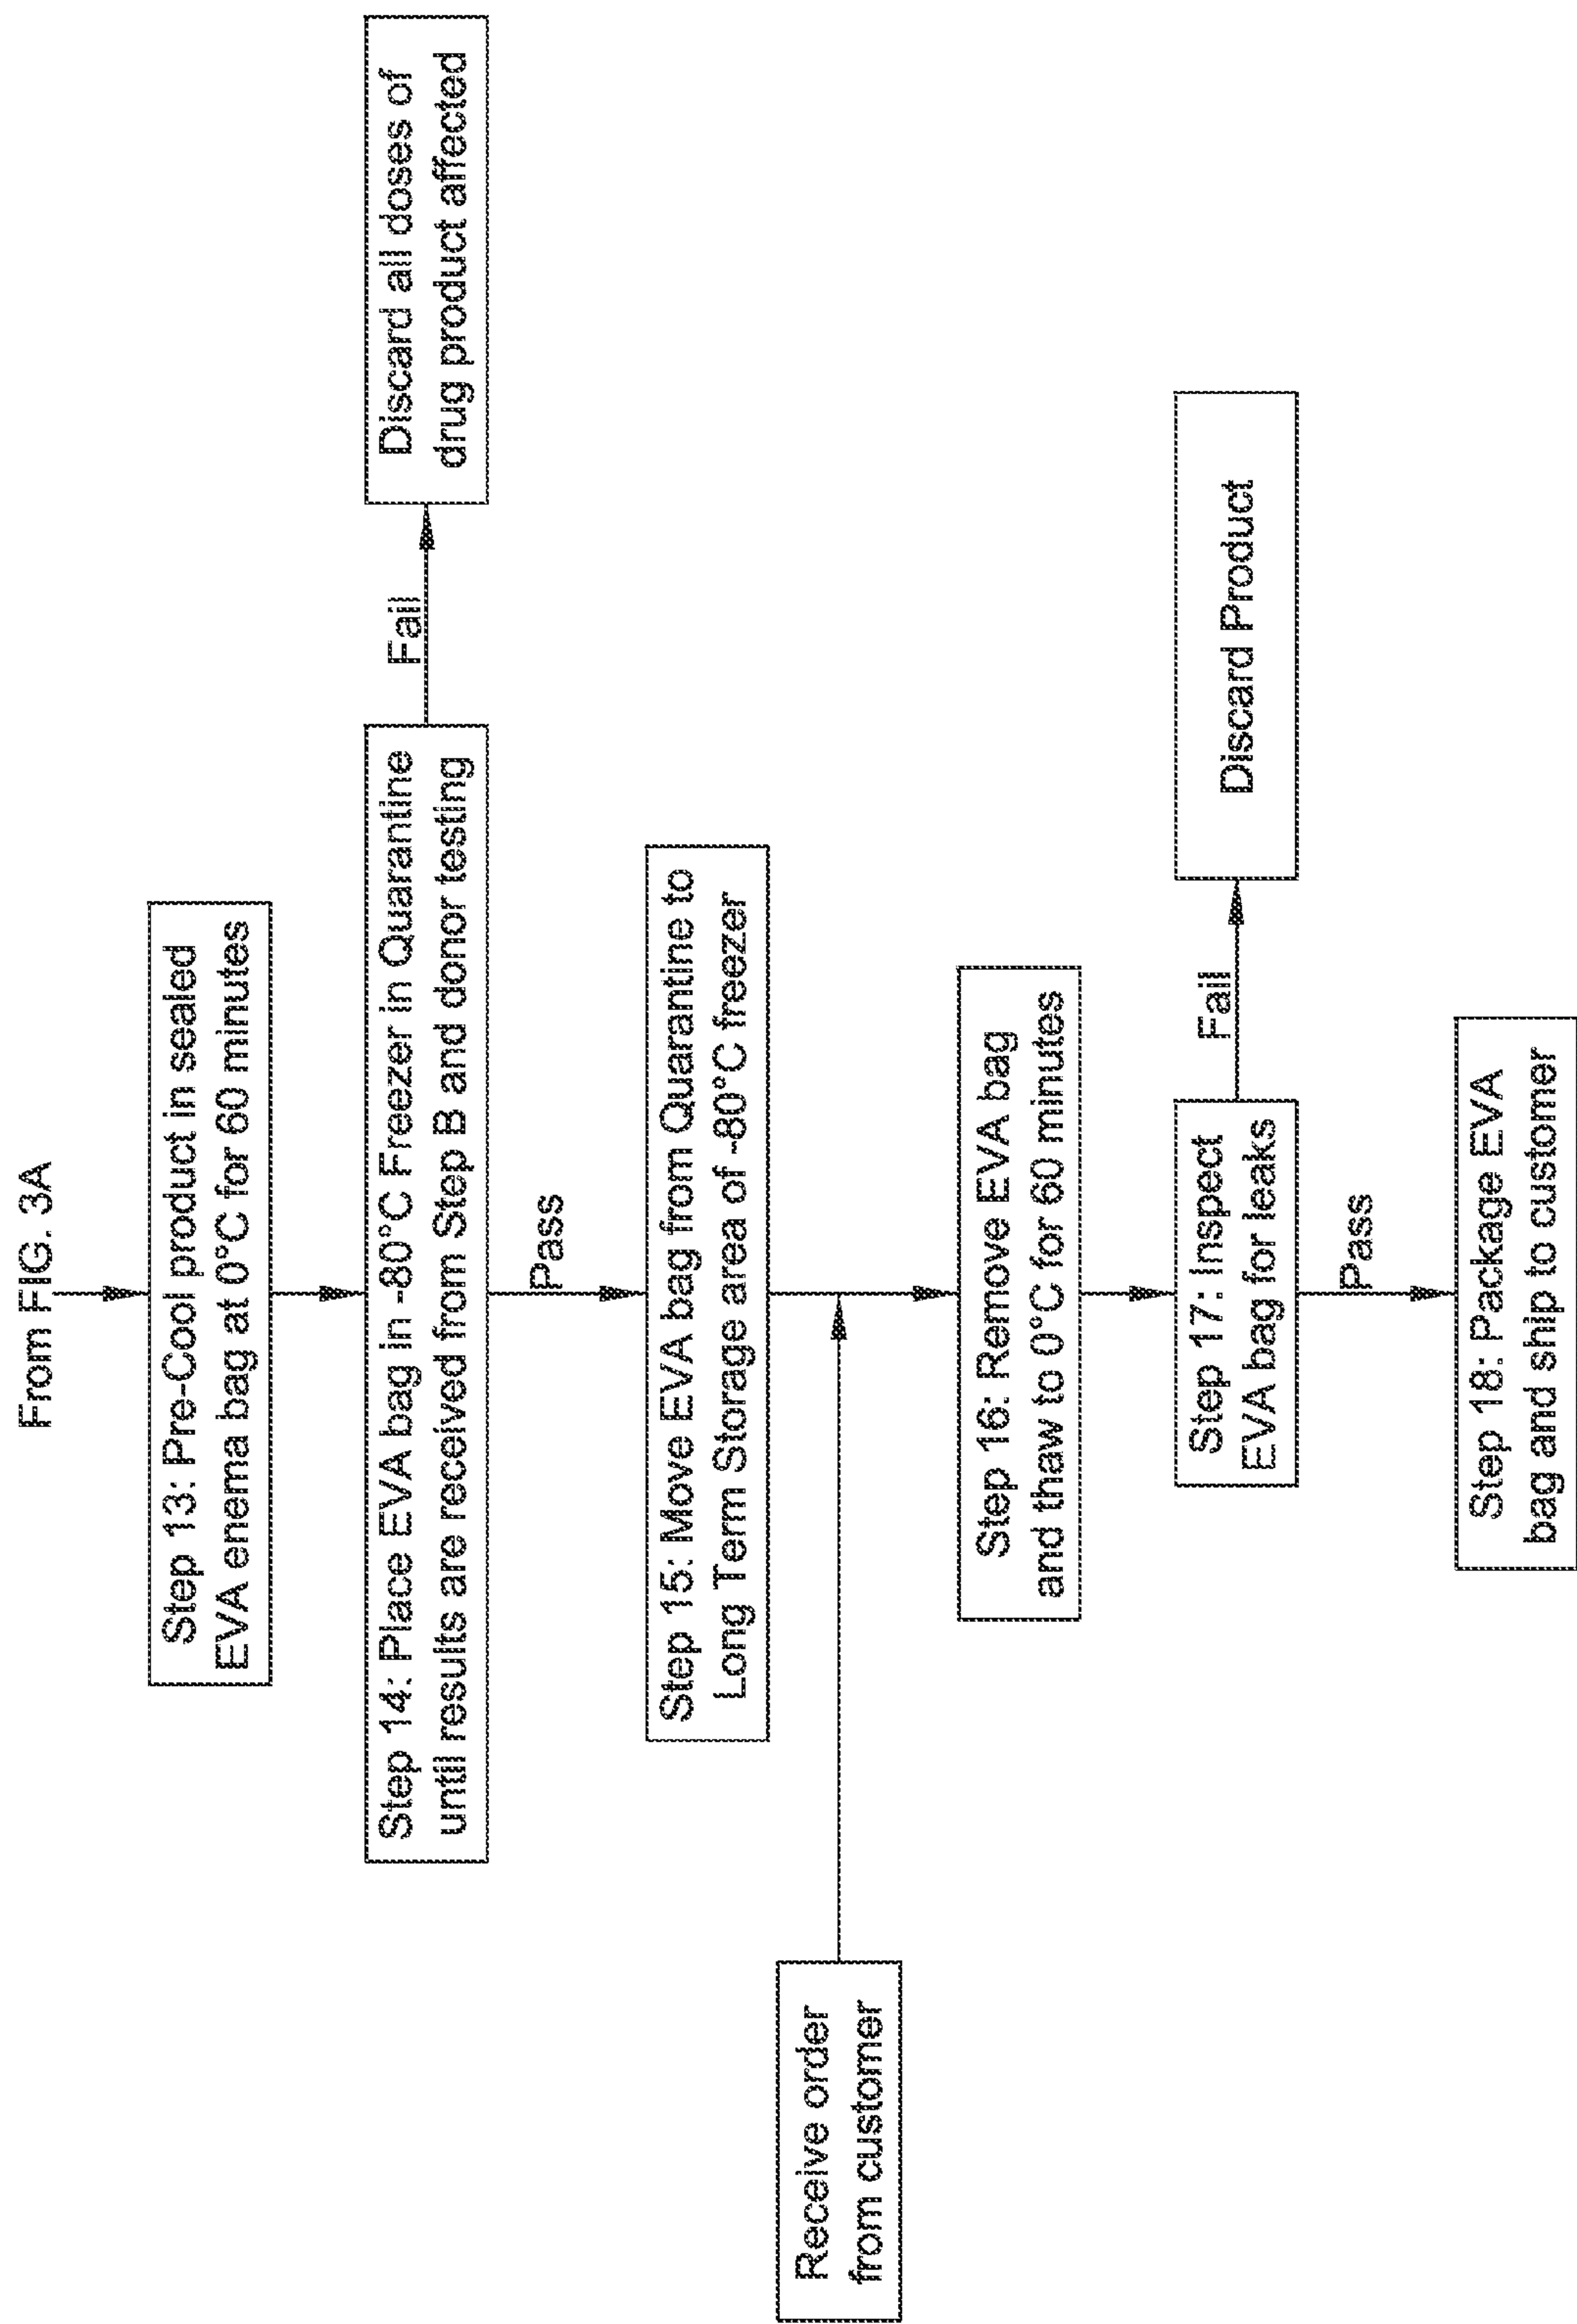 From FIG. 3A
Step 13: Pre-Cool product in sealed
EVA enema bag at 0°C for 60 minutes
Step 14: Place EVA bag in -80°C Freezer in Quarantine
until results are received from Step B and donor testing
Fail
Discard all doses of
drug product affected
Pass
Step 15: Move EVA bag from Quarantine to
Long Term Storage area of -80°C freezer
Receive order
from customer
Step 16: Remove EVA bag
and thaw to 0°C for 60 minutes
Step 17: Inspect
EVA bag for leaks
Fail
Discard Product
Pass
Step 18: Package EVA
bag and ship to customer